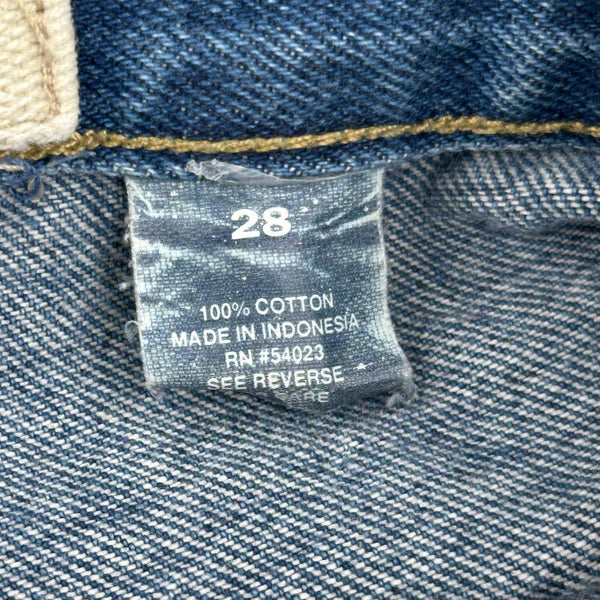 28
100% COTTON
MADE IN INDONESIA
RN #54023
SEE REVERSE